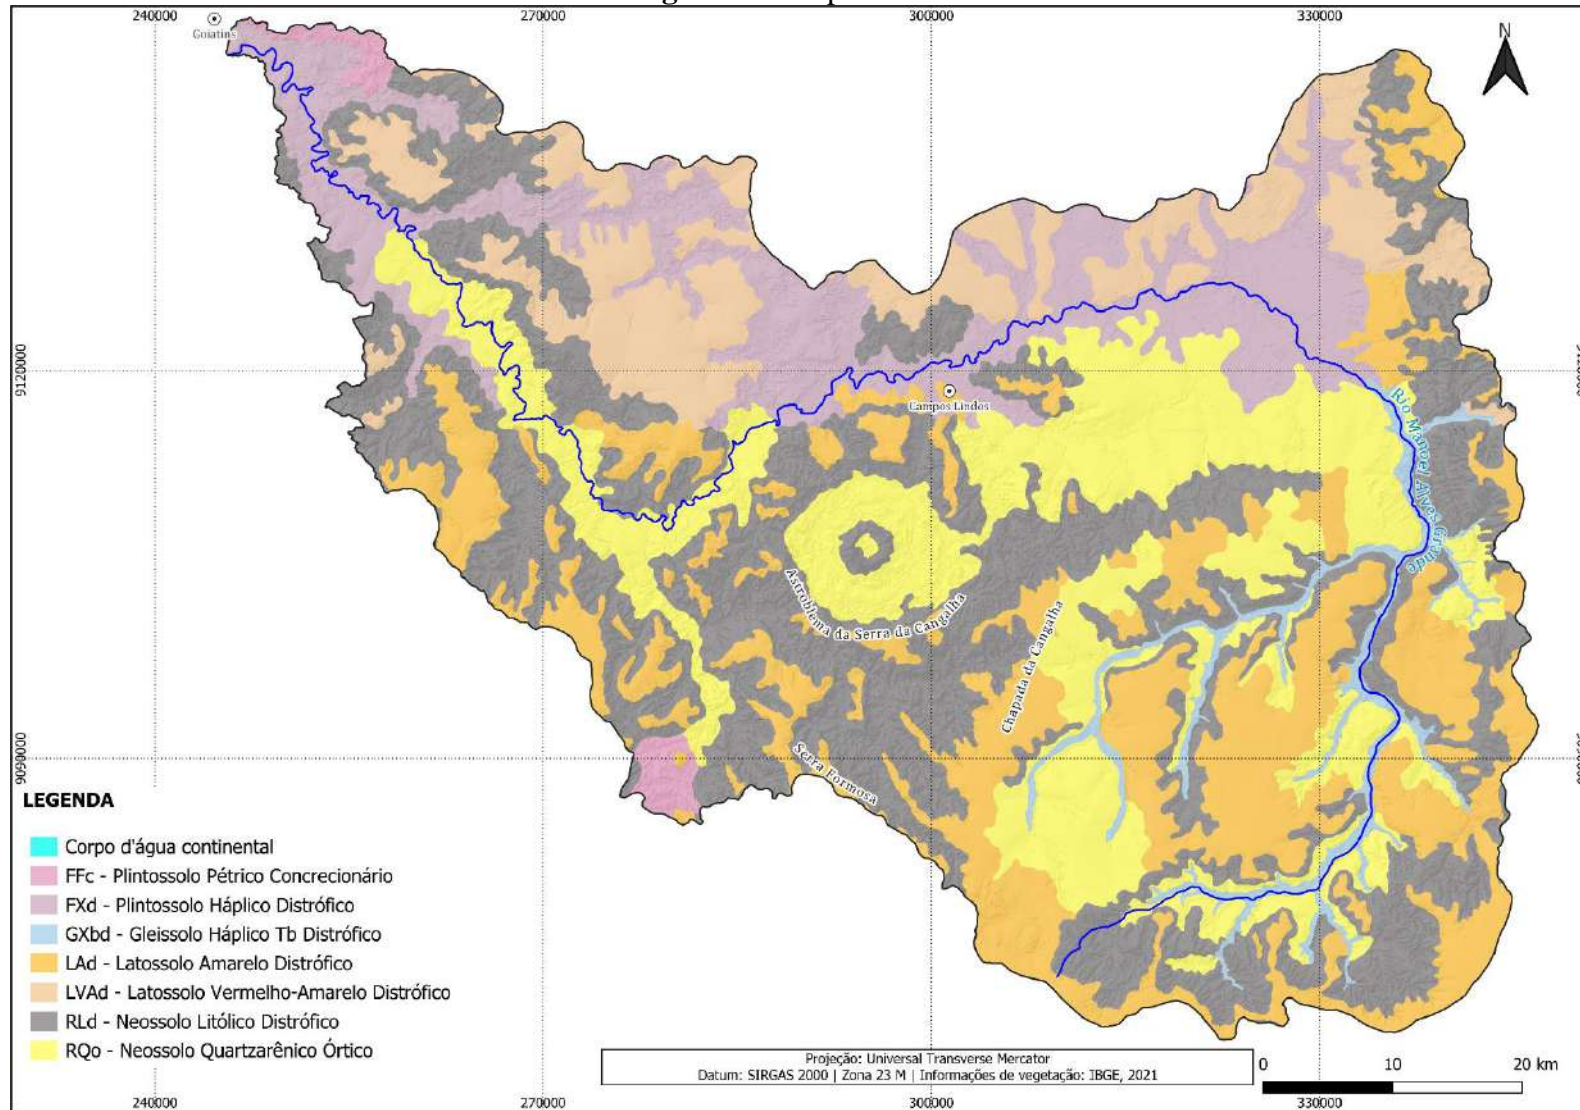 240000
270000
300000
330000
Goiatins
N
9120000
Campos Lindos
Rio Manoel Alves Grande
Astroblema da Serra da Cangalha
Chapada da Cangalha
Serra Formosa
9090000
LEGENDA
Corpo d'água continental
FFc - Plintossolo Pétrico Concrecionário
FXd - Plintossolo Háplico Distrófico
GXbd - Gleissolo Háplico Tb Distrófico
LAd - Latossolo Amarelo Distrófico
LVAd - Latossolo Vermelho-Amarelo Distrófico
RLd - Neossolo Litólico Distrófico
RQo - Neossolo Quartzarênico Órtico
Projeção: Universal Transverse Mercator
Datum: SIRGAS 2000 | Zona 23 M | Informações de vegetação: IBGE, 2021
0 10 20 km
240000
270000
300000
330000